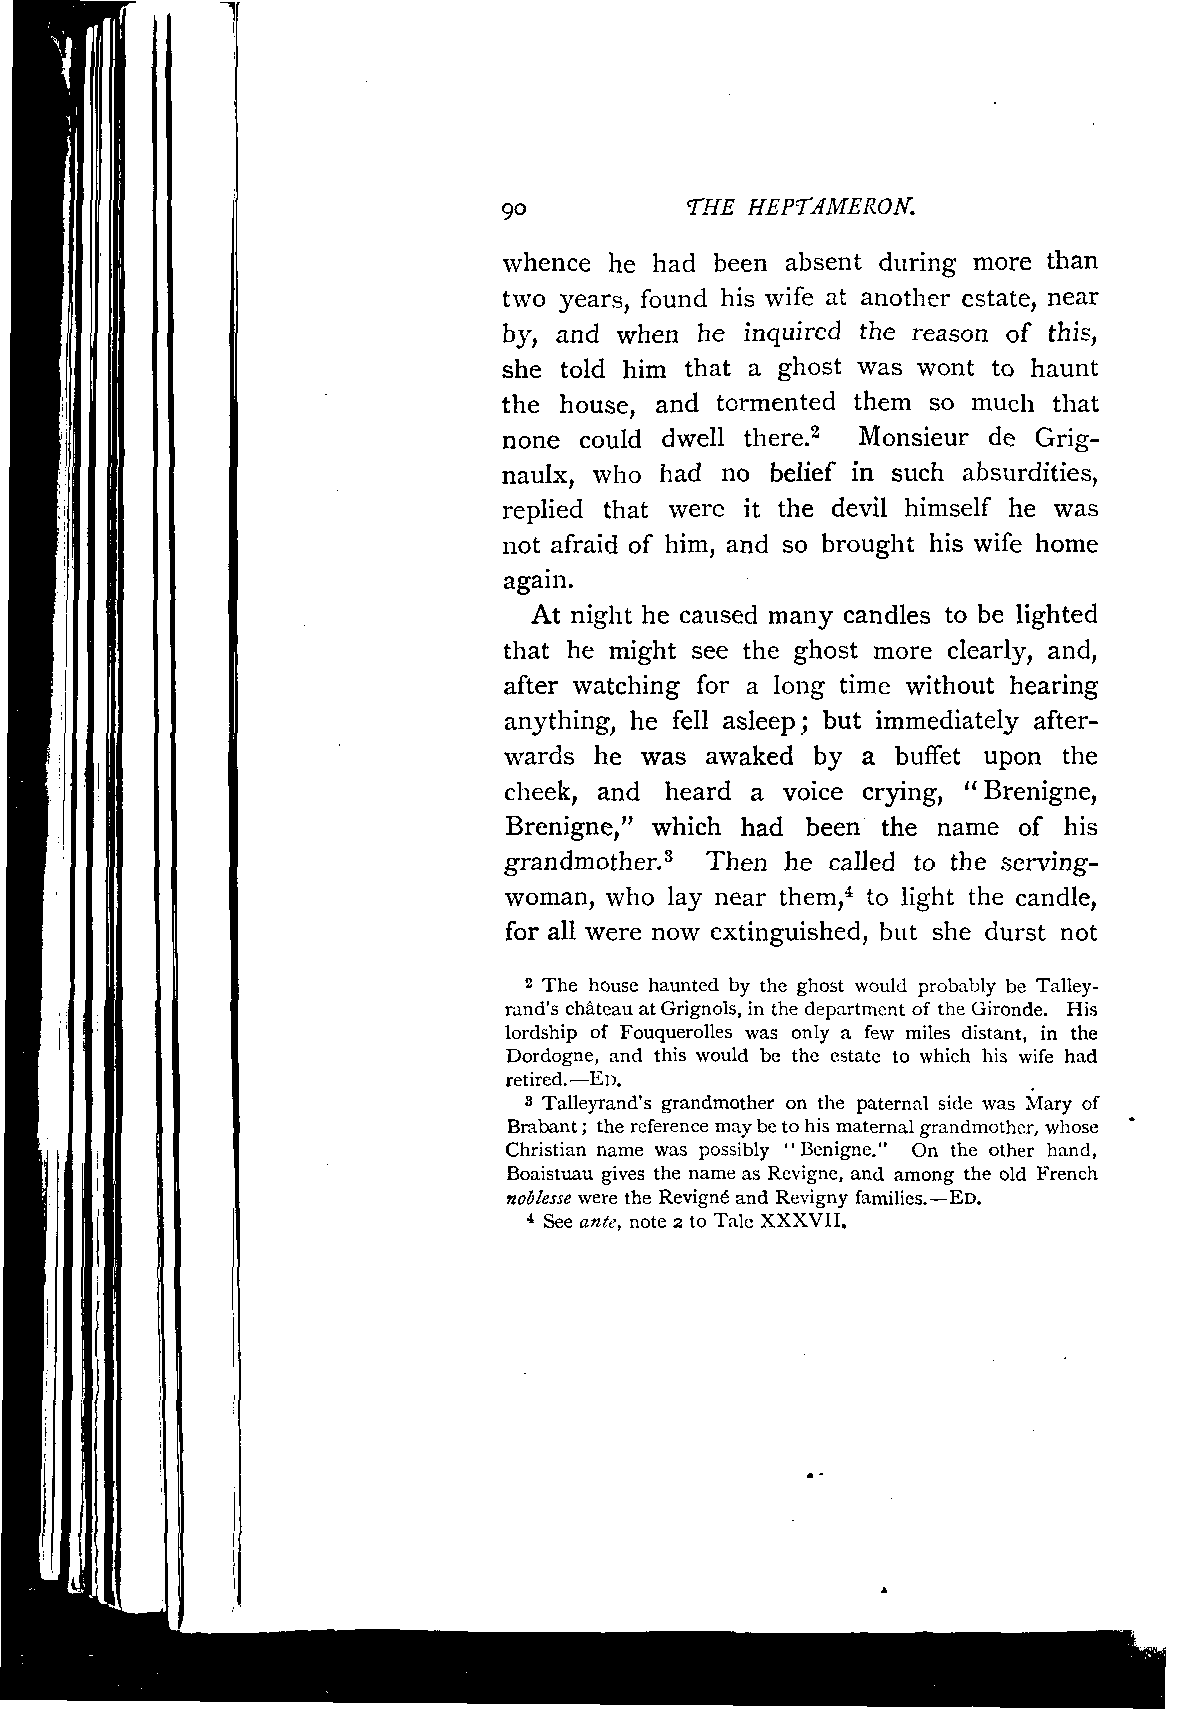 90 THE HEPTAMERON.
whence he had been absent during more than
two years, found his wife at another estate, near
by, and when he inquired the reason of this,
she told him that a ghost was wont to haunt
the house, and tormented them so much that
none could dwell there.² Monsieur de Grig-
naulx, who had no belief in such absurdities,
replied that were it the devil himself he was
not afraid of him, and so brought his wife home
again.
At night he caused many candles to be lighted
that he might see the ghost more clearly, and,
after watching for a long time without hearing
anything, he fell asleep; but immediately after-
wards he was awaked by a buffet upon the
cheek, and heard a voice crying, "Brenigne,
Brenigne," which had been the name of his
grandmother.³ Then he called to the serving-
woman, who lay near them,⁴ to light the candle,
for all were now extinguished, but she durst not
² The house haunted by the ghost would probably be Talley-
rand's château at Grignols, in the department of the Gironde. His
lordship of Fouquerolles was only a few miles distant, in the
Dordogne, and this would be the estate to which his wife had
retired.—ED.
³ Talleyrand's grandmother on the paternal side was Mary of
Brabant; the reference may be to his maternal grandmother, whose
Christian name was possibly "Benigne." On the other hand,
Boaistuau gives the name as Revigne, and among the old French
noblesse were the Revigné and Revigny families.—ED.
⁴ See ante, note 2 to Tale XXXVII.